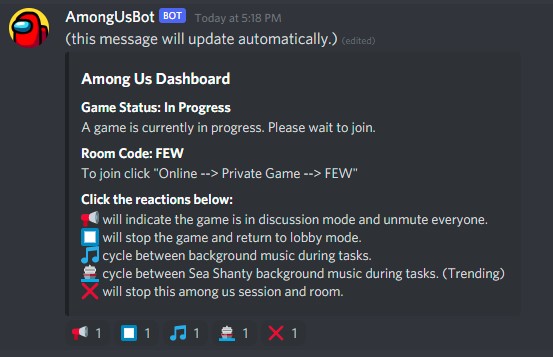 AmongUsBot BOT Today at 5:18 PM
(this message will update automatically.) (edited)
Among Us Dashboard
Game Status: In Progress
A game is currently in progress. Please wait to join.
Room Code: FEW
To join click "Online --> Private Game --> FEW"
Click the reactions below:
will indicate the game is in discussion mode and unmute everyone.
will stop the game and return to lobby mode.
cycle between background music during tasks.
cycle between Sea Shanty background music during tasks. (Trending)
will stop this among us session and room.
1 1 1 1 1